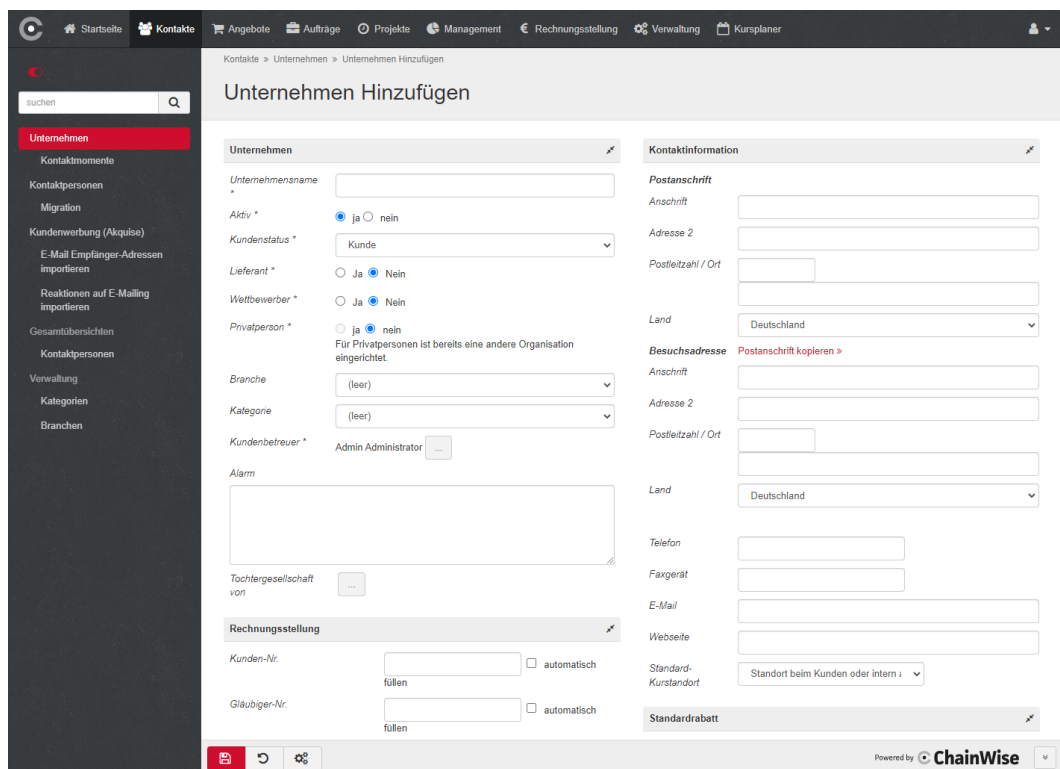 Startseite Kontakte Angebote Aufträge Projekte Management € Rechnungsstellung Verwaltung Kursplaner
Kontakte » Unternehmen » Unternehmen Hinzufügen
Unternehmen Hinzufügen
suchen
Unternehmen
Kontaktmomente
Kontaktpersonen
Migration
Kundenwerbung (Akquise)
E-Mail Empfänger-Adressen
importieren
Reaktionen auf E-Mailing
importieren
Gesamtübersichten
Kontaktpersonen
Verwaltung
Kategorien
Branchen
Unternehmen
Unternehmensname
*
Aktiv * ja nein
Kundenstatus * Kunde
Lieferant * Ja Nein
Wettbewerber * Ja Nein
Privatperson * ja nein
Für Privatpersonen ist bereits eine andere Organisation
eingerichtet.
Branche (leer)
Kategorie (leer)
Kundenbetreuer * Admin Administrator ...
Alarm
Tochtergesellschaft
von ...
Rechnungsstellung
Kunden-Nr. automatisch
füllen
Gläubiger-Nr. automatisch
füllen
Kontaktinformation
Postanschrift
Anschrift
Adresse 2
Postleitzahl / Ort
Land Deutschland
Besuchsadresse Postanschrift kopieren »
Anschrift
Adresse 2
Postleitzahl / Ort
Land Deutschland
Telefon
Faxgerät
E-Mail
Webseite
Standard-
Kurstandort Standort beim Kunden oder intern
Standardrabatt
Powered by ChainWise